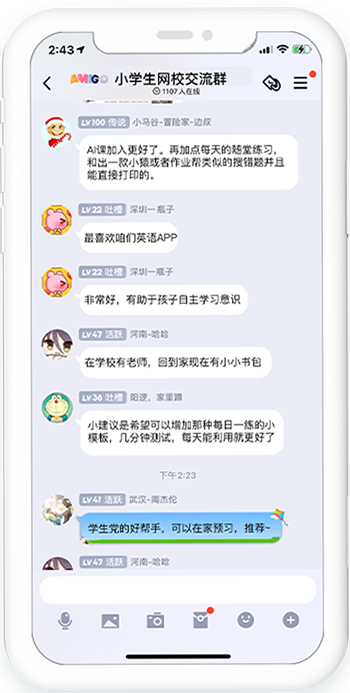 2:43
AMIGO 小学生网校交流群
1107人在线
LV100 传说 小马谷-冒险家-边叔
AI课加入更好了。再加点每天的随堂练习，
和出一款小猿或者作业帮类似的搜错题并且
能直接打印的。
LV22 吐槽 深圳一瓶子
最喜欢咱们英语APP
LV22 吐槽 深圳一瓶子
非常好，有助于孩子自主学习意识
LV47 活跃 河南-哈哈
在学校有老师，回到家现在有小小书包
LV36 吐槽 阳逻，家里蹲
小建议是希望可以增加那种每日一练的小
模板，几分钟测试，每天能利用就更好了
下午2:23
LV41 活跃 武汉-周杰伦
学生党的好帮手，可以在家预习，推荐~
LV47 活跃 河南-哈哈